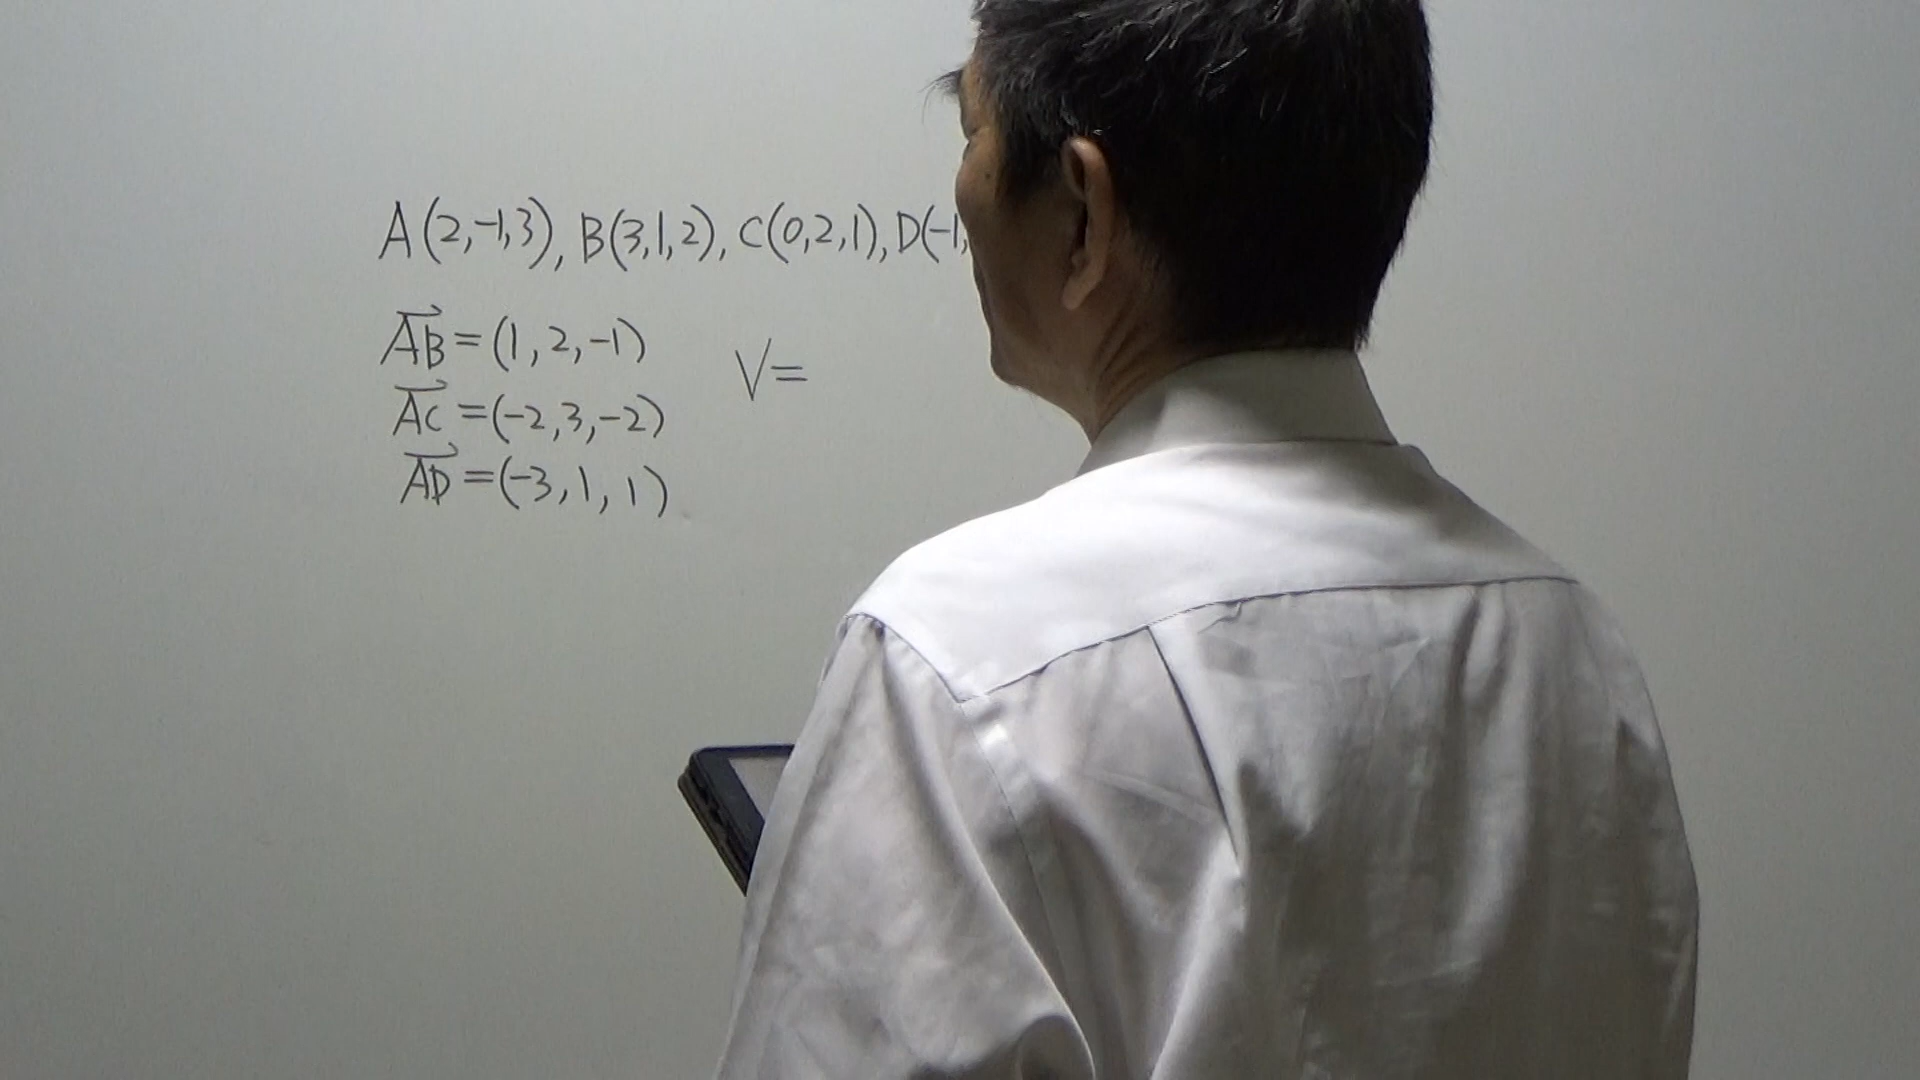 A(2,-1,3), B(3,1,2), C(0,2,1), D(-1,
→AB=(1,2,-1)
V=
→AC=(-2,3,-2)
→AD=(-3,1,1)